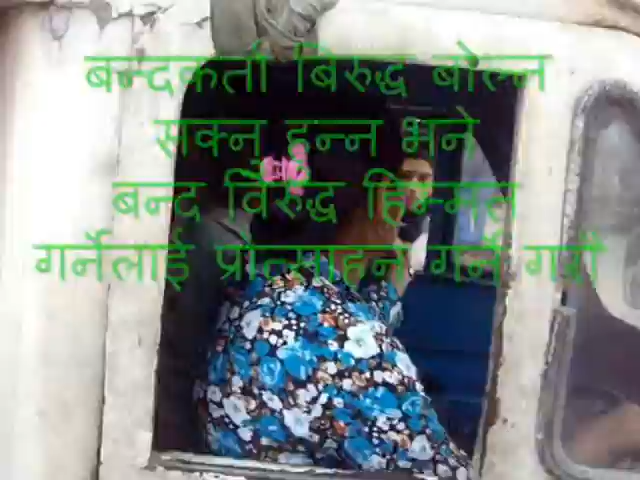 बन्दकर्ता बिरुद्ध बोल्न
सक्नु हुन्न भने
बन्द विरुद्ध हिम्मत
गर्नेलाई प्रोत्साहन गर्ने गरौं